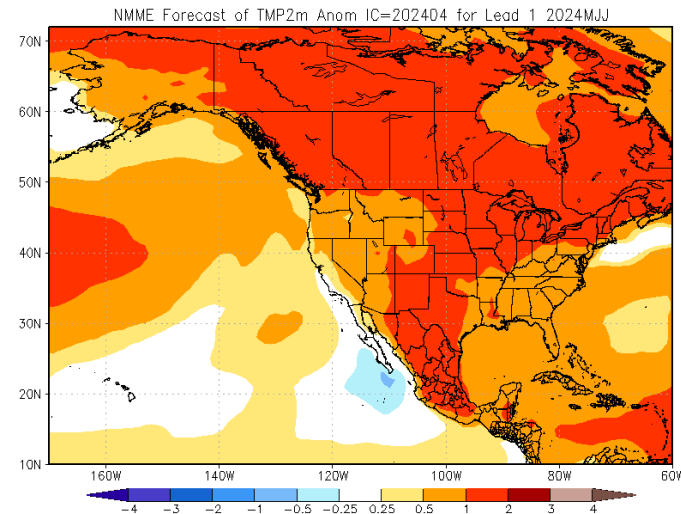 NMME Forecast of TMP2m Anom IC=202404 for Lead 1 2024MJJ
70N
60N
50N
40N
30N
20N
10N
160W 140W 120W 100W 80W 60W
-4 -3 -2 -1 -0.5 -0.25 0.25 0.5 1 2 3 4